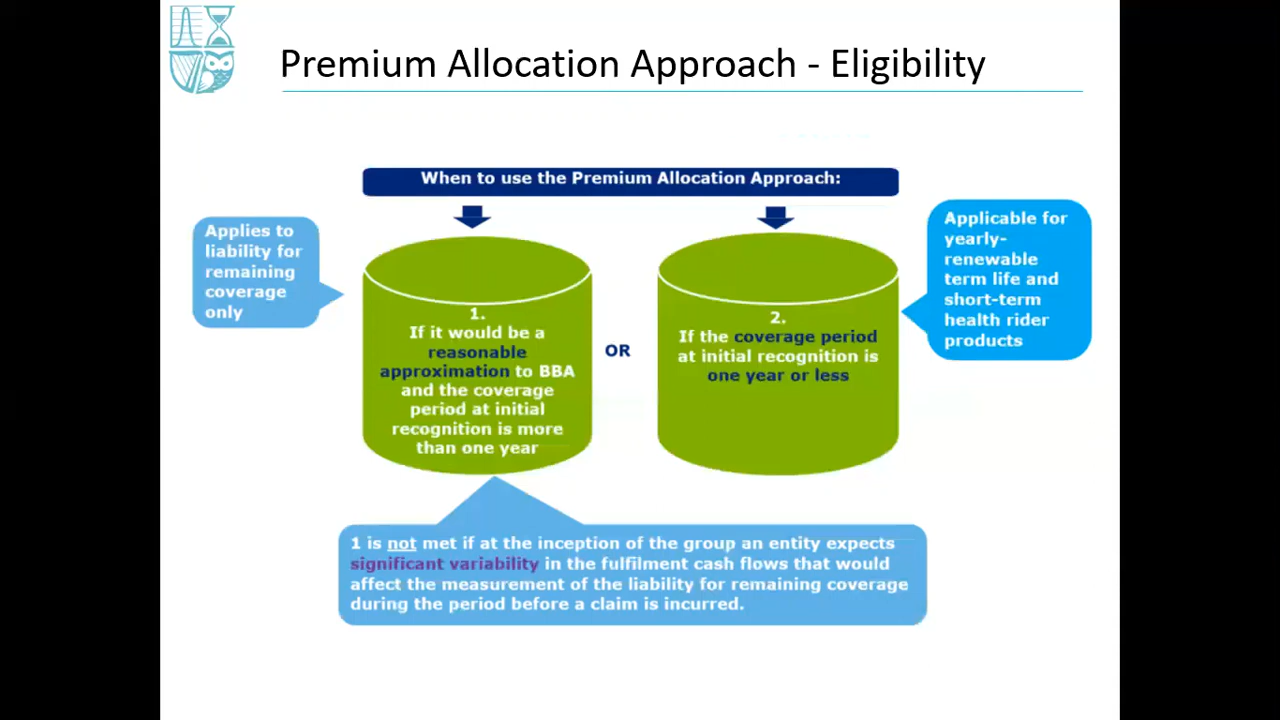 Premium Allocation Approach - Eligibility
When to use the Premium Allocation Approach:
Applies to
liability for
remaining
coverage
only
1.
If it would be a
reasonable
approximation to BBA
and the coverage
period at initial
recognition is more
than one year
OR
2.
If the coverage period
at initial recognition is
one year or less
Applicable for
yearly-
renewable
term life and
short-term
health rider
products
1 is not met if at the inception of the group an entity expects
significant variability in the fulfilment cash flows that would
affect the measurement of the liability for remaining coverage
during the period before a claim is incurred.